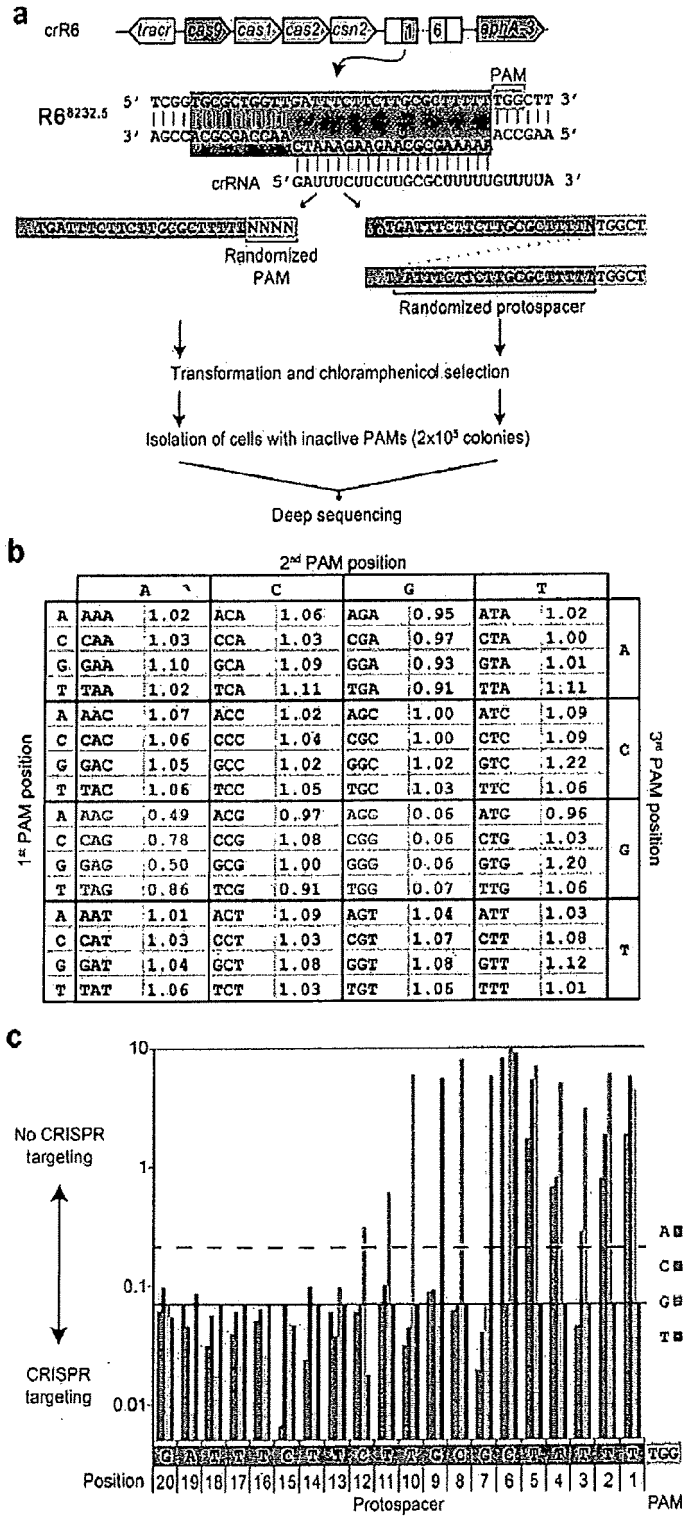 a
crR6 tracr cas9 cas1 cas2 csn2 1 6 aphA-3
PAM
5' TCGGTGCGCTGGTTGATTTCTTCTTGCGCTTTTTTGGCTT 3'
R6⁸²³².⁵
3' AGCCACGCGACCAACTAAAGAAGAACGCGAAAAAACCGAA 5'
crRNA 5'GAUUUCUUCUUGCGCUUUUUGUUUUA 3'
TGATTTCTTCTTGCGCTTTTTNNNN
TGATTTCTTCTTGCGCTTTTNTGGCT
Randomized PAM
Randomized protospacer
Transformation and chloramphenicol selection
Isolation of cells with inactive PAMs (2x10⁵ colonies)
Deep sequencing
b
2nd PAM position
A C G T
1st PAM position
3rd PAM position
A AAA 1.02 ACA 1.06 AGA 0.95 ATA 1.02
C CAA 1.03 CCA 1.03 CGA 0.97 CTA 1.00 A
G GAA 1.10 GCA 1.09 GGA 0.93 GTA 1.01
T TAA 1.02 TCA 1.11 TGA 0.91 TTA 1.11
A AAC 1.07 ACC 1.02 AGC 1.00 ATC 1.09
C CAC 1.06 CCC 1.04 CGC 1.00 CTC 1.09 C
G GAC 1.05 GCC 1.02 GGC 1.02 GTC 1.22
T TAC 1.06 TCC 1.05 TGC 1.03 TTC 1.06
A AAG 0.49 ACG 0.97 AGG 0.06 ATG 0.96
C CAG 0.78 CCG 1.08 CGG 0.06 CTG 1.03 G
G GAG 0.50 GCG 1.00 GGG 0.06 GTG 1.20
T TAG 0.86 TCG 0.91 TGG 0.07 TTG 1.06
A AAT 1.01 ACT 1.09 AGT 1.04 ATT 1.03
C CAT 1.03 CCT 1.03 CGT 1.07 CTT 1.08 T
G GAT 1.04 GCT 1.08 GGT 1.08 GTT 1.12
T TAT 1.06 TCT 1.03 TGT 1.06 TTT 1.01
c
10
No CRISPR targeting
1
A
C
0.1
G
T
CRISPR targeting
0.01
G A T T T C T T C T T G C G C T T T T T TGG
Position 20 19 18 17 16 15 14 13 12 11 10 9 8 7 6 5 4 3 2 1
Protospacer PAM